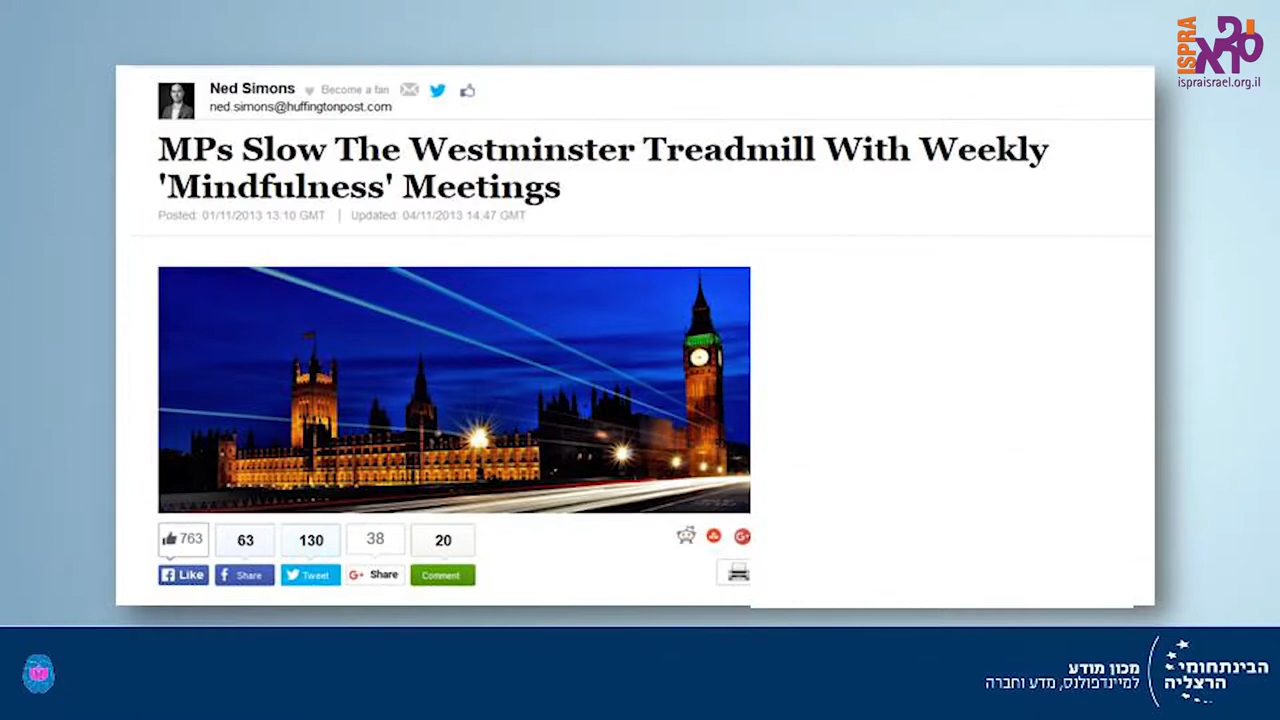 ISPRA
יספרא
ispraisrael.org.il
Ned Simons
Become a fan
ned.simons@huffingtonpost.com
MPs Slow The Westminster Treadmill With Weekly
'Mindfulness' Meetings
Posted: 01/11/2013 13:10 GMT | Updated: 04/11/2013 14:47 GMT
763 63 130 38 20
Like Share Tweet Share Comment
מכון מודע
למיינדפולנס, מדע וחברה
הבינתחומי
הרצליה